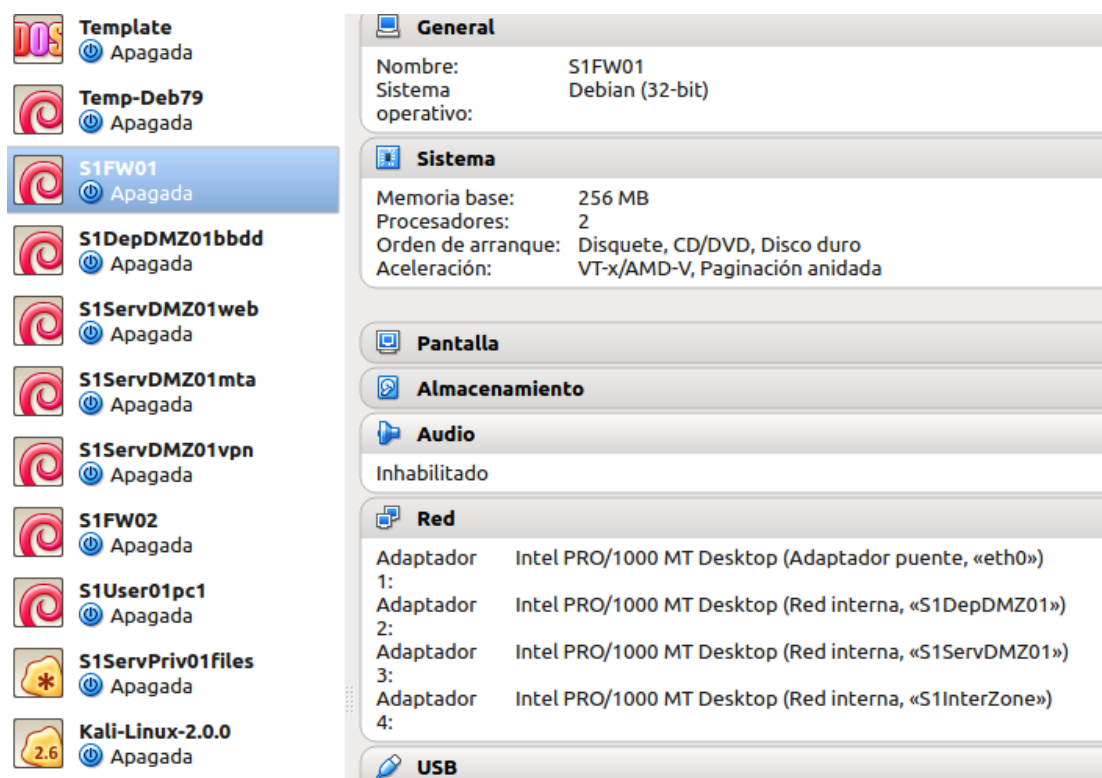 DOS
Template
Apagada
Temp-Deb79
Apagada
S1FW01
Apagada
S1DepDMZ01bbdd
Apagada
S1ServDMZ01web
Apagada
S1ServDMZ01mta
Apagada
S1ServDMZ01vpn
Apagada
S1FW02
Apagada
S1User01pc1
Apagada
S1ServPriv01files
Apagada
2.6
Kali-Linux-2.0.0
Apagada
General
Nombre: S1FW01
Sistema Debian (32-bit)
operativo:
Sistema
Memoria base: 256 MB
Procesadores: 2
Orden de arranque: Disquete, CD/DVD, Disco duro
Aceleración: VT-x/AMD-V, Paginación anidada
Pantalla
Almacenamiento
Audio
Inhabilitado
Red
Adaptador Intel PRO/1000 MT Desktop (Adaptador puente, «eth0»)
1:
Adaptador Intel PRO/1000 MT Desktop (Red interna, «S1DepDMZ01»)
2:
Adaptador Intel PRO/1000 MT Desktop (Red interna, «S1ServDMZ01»)
3:
Adaptador Intel PRO/1000 MT Desktop (Red interna, «S1InterZone»)
4:
USB